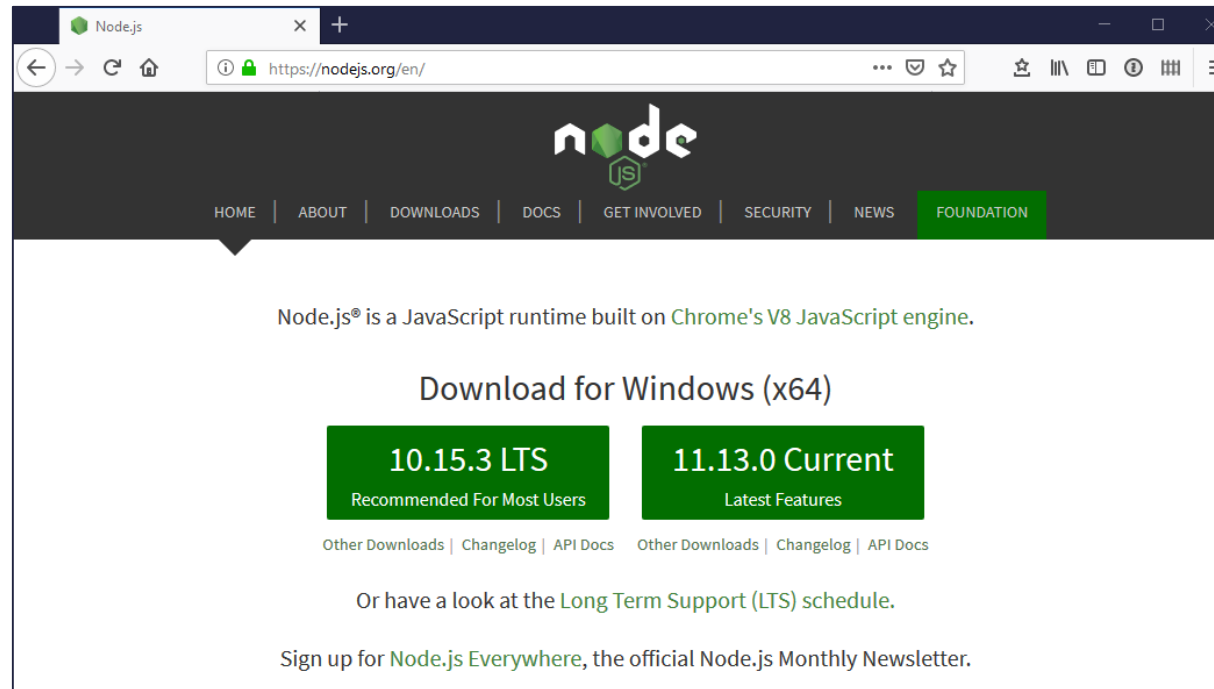 Node.js
https://nodejs.org/en/
node
JS
HOME | ABOUT | DOWNLOADS | DOCS | GET INVOLVED | SECURITY | NEWS FOUNDATION
Node.js® is a JavaScript runtime built on Chrome's V8 JavaScript engine.
Download for Windows (x64)
10.15.3 LTS 11.13.0 Current
Recommended For Most Users Latest Features
Other Downloads | Changelog | API Docs Other Downloads | Changelog | API Docs
Or have a look at the Long Term Support (LTS) schedule.
Sign up for Node.js Everywhere, the official Node.js Monthly Newsletter.